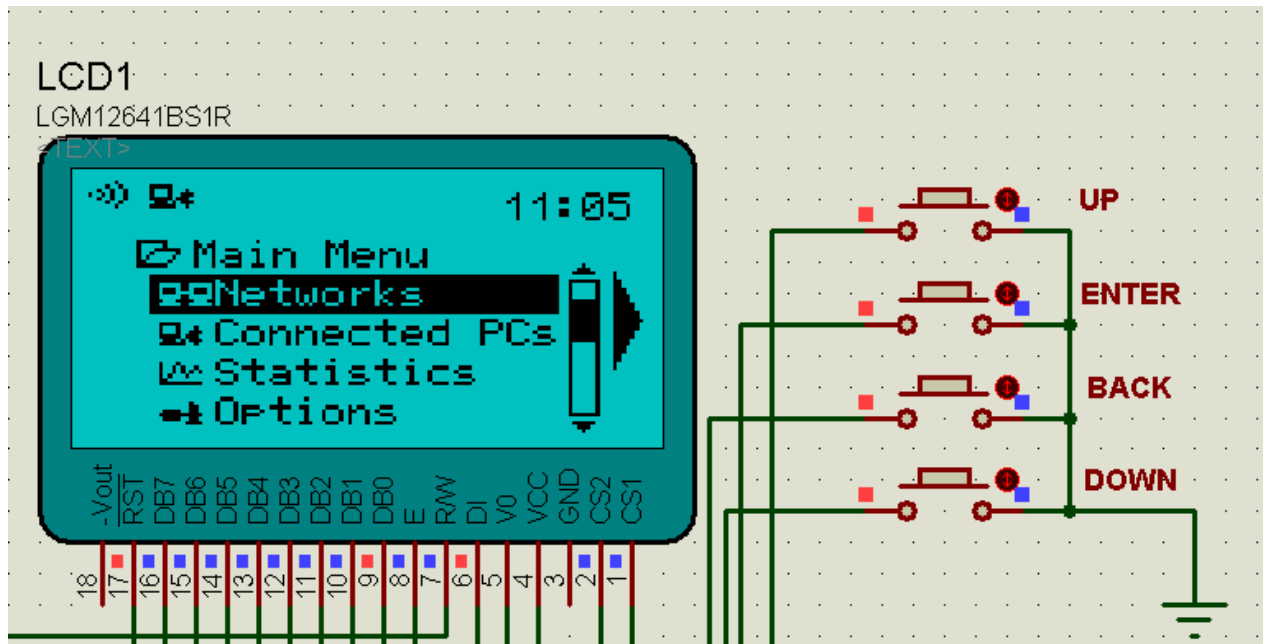 LCD1
LGM12641BS1R
<TEXT>
11:05
Main Menu
Networks
Connected PCs
Statistics
Options
-Vout
RST
DB7
DB6
DB5
DB4
DB3
DB2
DB1
DB0
E
R/W
DI
V0
VCC
GND
CS2
CS1
18
17
16
15
14
13
12
11
10
9
8
7
6
5
4
3
2
1
UP
ENTER
BACK
DOWN